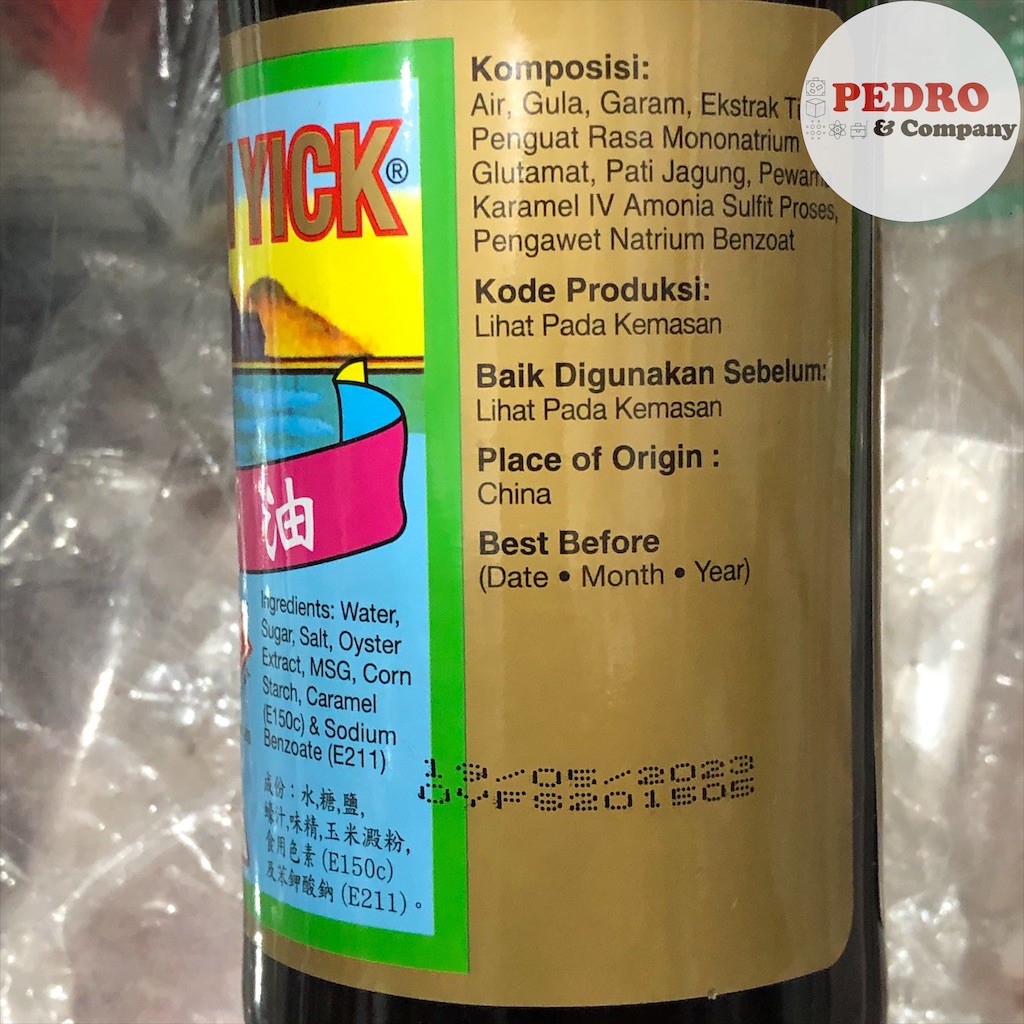 PEDRO
& Company
YICK®
油
Ingredients: Water,
Sugar, Salt, Oyster
Extract, MSG, Corn
Starch, Caramel
(E150c) & Sodium
Benzoate (E211)
成份：水,糖,鹽,
蠔汁,味精,玉米澱粉,
食用色素(E150c)
及苯鉀酸鈉(E211)。
Komposisi:
Air, Gula, Garam, Ekstrak
Penguat Rasa Mononatrium
Glutamat, Pati Jagung,
Karamel IV Amonia Sulfit Proses,
Pengawet Natrium Benzoat
Kode Produksi:
Lihat Pada Kemasan
Baik Digunakan Sebelum:
Lihat Pada Kemasan
Place of Origin :
China
Best Before
(Date • Month • Year)
19/05/2023
OYFS201505